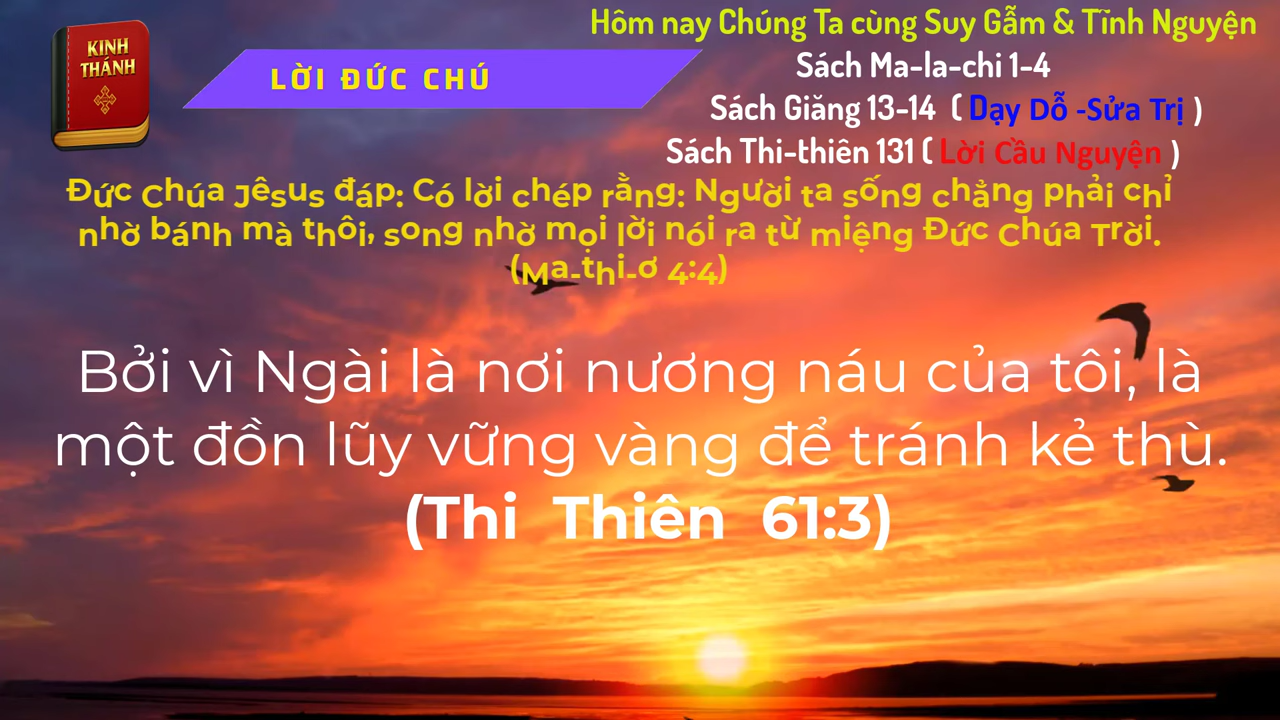 KINH
THÁNH
LỜI ĐỨC CHÚ
Hôm nay Chúng Ta cùng Suy Gẫm & Tĩnh Nguyện
Sách Ma-la-chi 1-4
Sách Giăng 13-14 ( Dạy Dỗ -Sửa Trị )
Sách Thi-thiên 131 ( Lời Cầu Nguyện )
Đức Chúa Jêsus đáp: Có lời chép rằng: Người ta sống chẳng phải chỉ
nhờ bánh mà thôi, song nhờ mọi lời nói ra từ miệng Đức Chúa Trời.
(Ma-thi-ơ 4:4)
Bởi vì Ngài là nơi nương náu của tôi, là
một đồn lũy vững vàng để tránh kẻ thù.
(Thi Thiên 61:3)